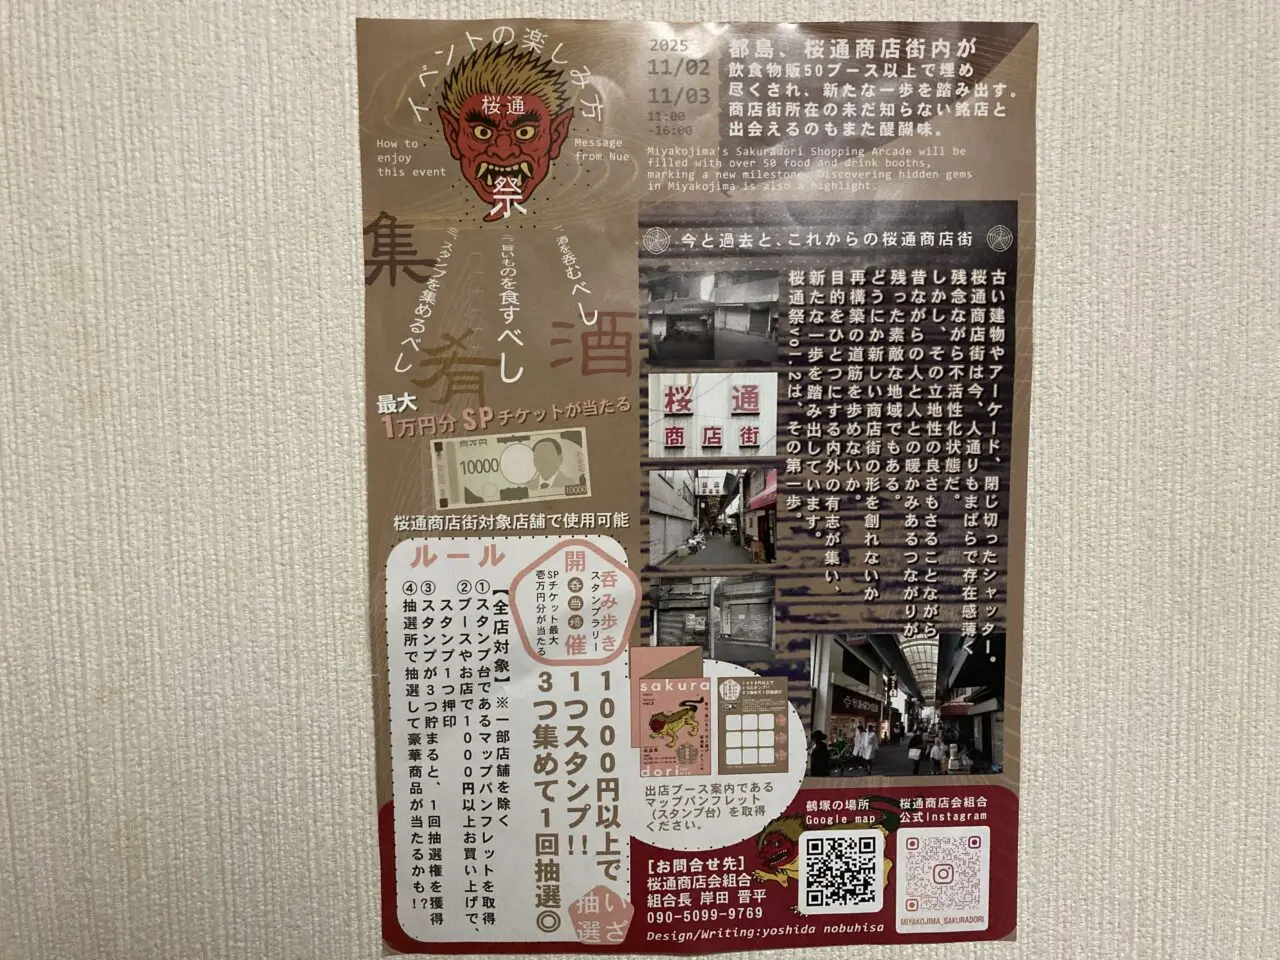 イベントの楽しみ方
桜通
祭
How to
enjoy
this event
Message
from Nue
一、酒を呑むべし
二、旨いものを食すべし
三、スタンプを集めるべし
酒
肴
集
最大
1万円分SPチケットが当たる
10000
10000
桜通商店街対象店舗で使用可能
2025
11/02
11/03
11:00
-16:00
都島、桜通商店街内が
飲食物販50ブース以上で埋め
尽くされ、新たな一歩を踏み出す。
商店街所在の未だ知らない銘店と
出会えるのもまた醍醐味。
Miyakojima's Sakuradori Shopping Arcade will be
filled with over 50 food and drink booths,
marking a new milestone. Discovering hidden gems
in Miyakojima is also a highlight.
今と過去と、これからの桜通商店街
古い建物やアーケード、閉じ切ったシャッター。
桜通商店街は今、人通りもまばらで存在感薄く
残念ながら不活性化状態だ。
しかし、その立地性の良さもさることながら
昔ながらの人と人との暖かみあるつながりが
残った素敵な地域でもある。
どうにか新しい商店街の形を創れないか
再構築の道筋を歩めないか。
目的をひとつにする内外の有志が集い、
新たな一歩を踏み出しています。
桜通祭vol.2は、その第一歩。
桜通
商店街
ルール
呑み歩き
スタンプラリー
開催
SPチケット最大
壱万円分が当たる
1000円以上で
1つスタンプ!!
3つ集めて1回抽選◎
いざ
抽選
【全店対象】※一部店舗を除く
①スタンプ台であるマップパンフレットを取得
②ブースやお店で1000円以上お買い上げで、
スタンプ1つ押印
③スタンプが3つ貯まると、1回抽選権を獲得
④抽選所で抽選して豪華商品が当たるかも!?
sakura
dori
出店ブース案内である
マップパンフレット
（スタンプ台）を取得
ください。
鵺塚の場所
Google map
桜通商店会組合
公式Instagram
MIYAKOJIMA_SAKURADORI
[お問合せ先]
桜通商店会組合
組合長 岸田 晋平
090-5099-9769
Design/Writing:yoshida nobuhisa